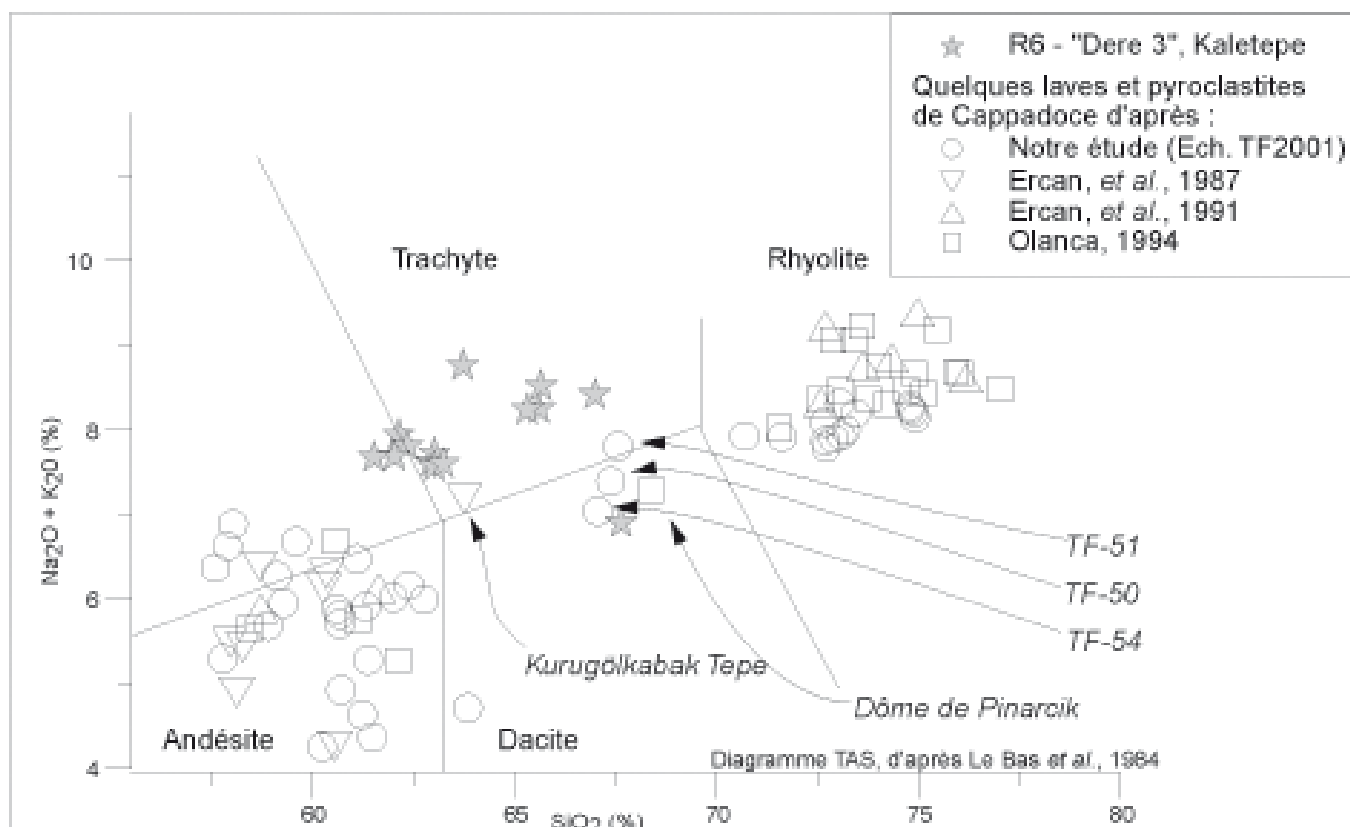 R6 - "Dere 3", Kaletepe
Quelques laves et pyroclastites
de Cappadoce d'après :
Notre étude (Ech. TF2001)
Ercan, et al., 1987
Ercan, et al., 1991
Olanca, 1994
Trachyte
Rhyolite
10
8
6
4
Na2O + K2O (%)
TF-51
TF-50
TF-54
Kurugölkabak Tepe
Dôme de Pinarcik
Andésite
Dacite
Diagramme TAS, d'après Le Bas et al., 1984
60
65
70
75
80
SiO2 (%)